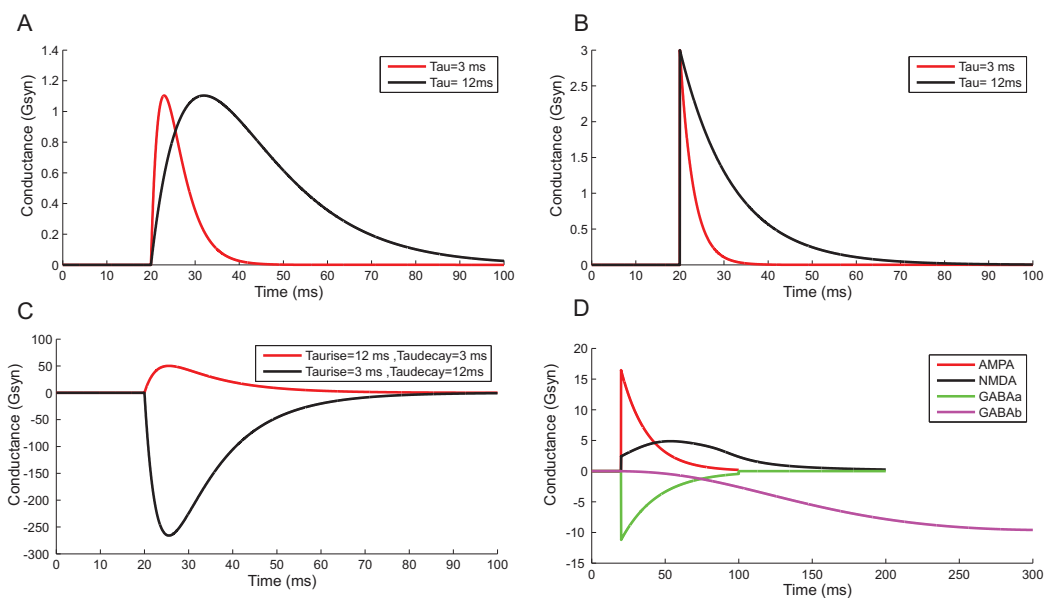 A
Conductance (Gsyn)
1.4
1.2
1
0.8
0.6
0.4
0.2
0
0 10 20 30 40 50 60 70 80 90 100
Time (ms)
Tau=3 ms
Tau= 12ms
B
Conductance (Gsyn)
3
2.5
2
1.5
1
0.5
0
0 10 20 30 40 50 60 70 80 90 100
Time (ms)
Tau=3 ms
Tau= 12ms
C
Conductance (Gsyn)
100
50
0
-50
-100
-150
-200
-250
-300
0 10 20 30 40 50 60 70 80 90 100
Time (ms)
Taurise=12 ms ,Taudecay=3 ms
Taurise=3 ms ,Taudecay=12ms
D
Conductance (Gsyn)
20
15
10
5
0
-5
-10
-15
0 50 100 150 200 250 300
Time (ms)
AMPA
NMDA
GABAa
GABAb